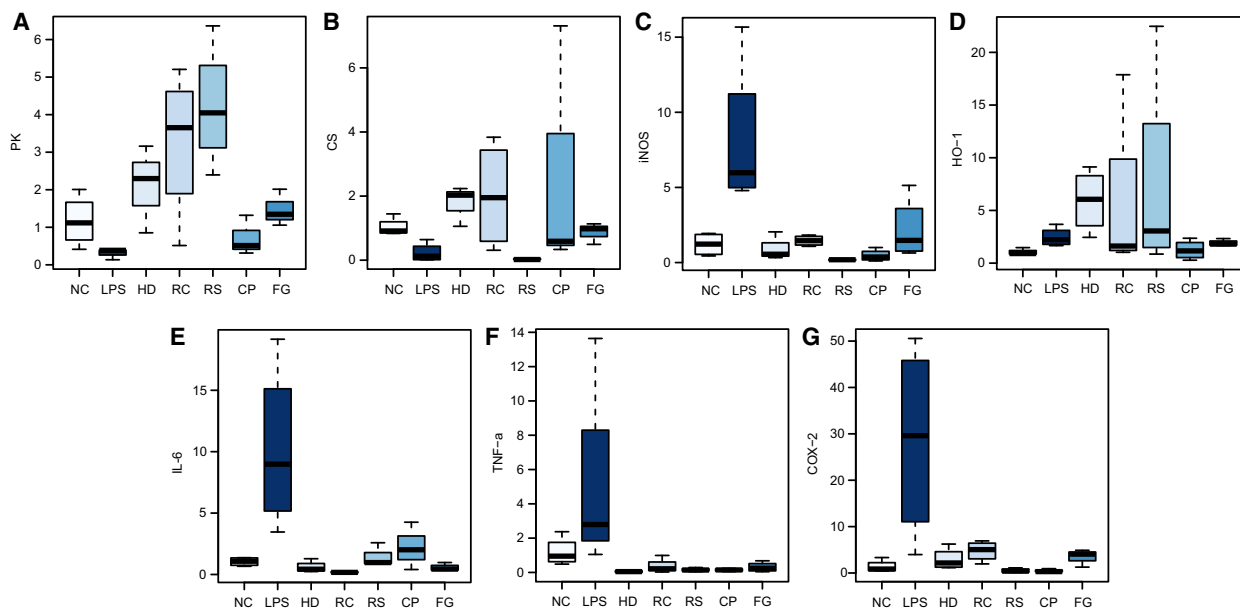 A
PK
6
5
4
3
2
1
0
NC LPS HD RC RS CP FG
B
CS
6
4
2
0
NC LPS HD RC RS CP FG
C
iNOS
15
10
5
0
NC LPS HD RC RS CP FG
D
HO-1
20
15
10
5
0
NC LPS HD RC RS CP FG
E
IL-6
15
10
5
0
NC LPS HD RC RS CP FG
F
TNF-a
14
12
10
8
6
4
2
0
NC LPS HD RC RS CP FG
G
COX-2
50
40
30
20
10
0
NC LPS HD RC RS CP FG